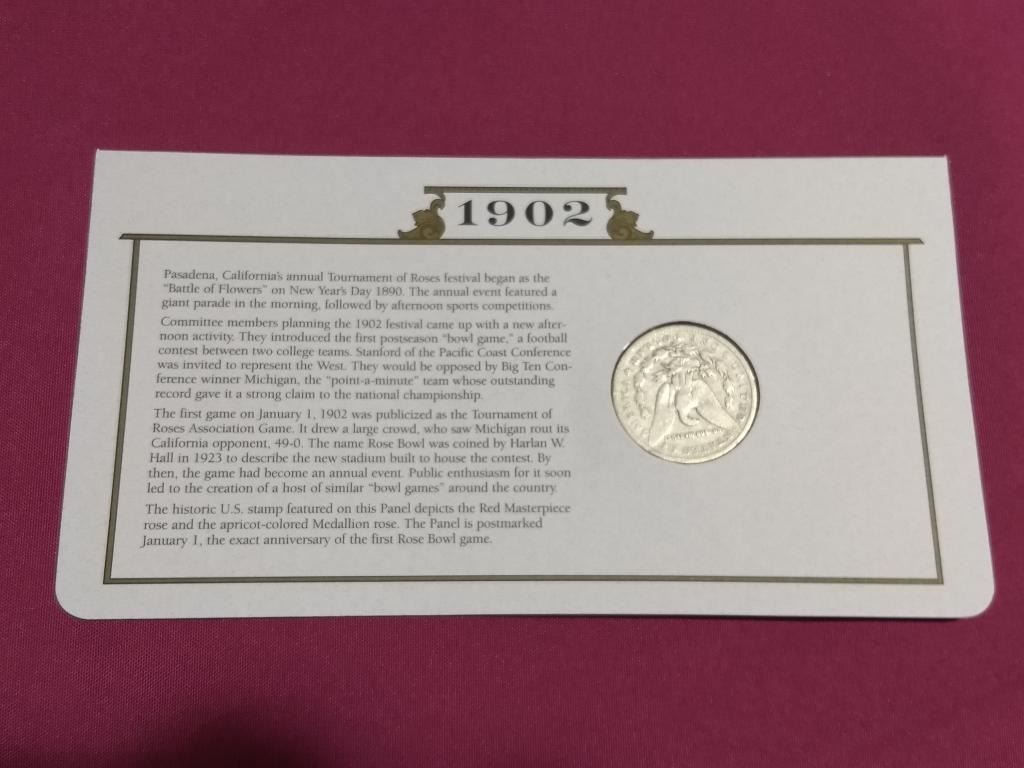 1902
Pasadena, California's annual Tournament of Roses festival began as the
"Battle of Flowers" on New Year's Day 1890. The annual event featured a
giant parade in the morning, followed by afternoon sports competitions.
Committee members planning the 1902 festival came up with a new after-
noon activity. They introduced the first postseason "bowl game," a football
contest between two college teams. Stanford of the Pacific Coast Conference
was invited to represent the West. They would be opposed by Big Ten Con-
ference winner Michigan, the "point-a-minute" team whose outstanding
record gave it a strong claim to the national championship.
The first game on January 1, 1902 was publicized as the Tournament of
Roses Association Game. It drew a large crowd, who saw Michigan rout its
California opponent, 49-0. The name Rose Bowl was coined by Harlan W.
Hall in 1923 to describe the new stadium built to house the contest. By
then, the game had become an annual event. Public enthusiasm for it soon
led to the creation of a host of similar "bowl games" around the country.
The historic U.S. stamp featured on this Panel depicts the Red Masterpiece
rose and the apricot-colored Medallion rose. The Panel is postmarked
January 1, the exact anniversary of the first Rose Bowl game.